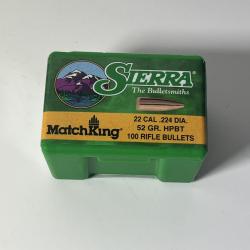 SIERRA
The Bulletsmiths
MatchKing
22 CAL .224 DIA.
52 GR. HPBT
100 RIFLE BULLETS